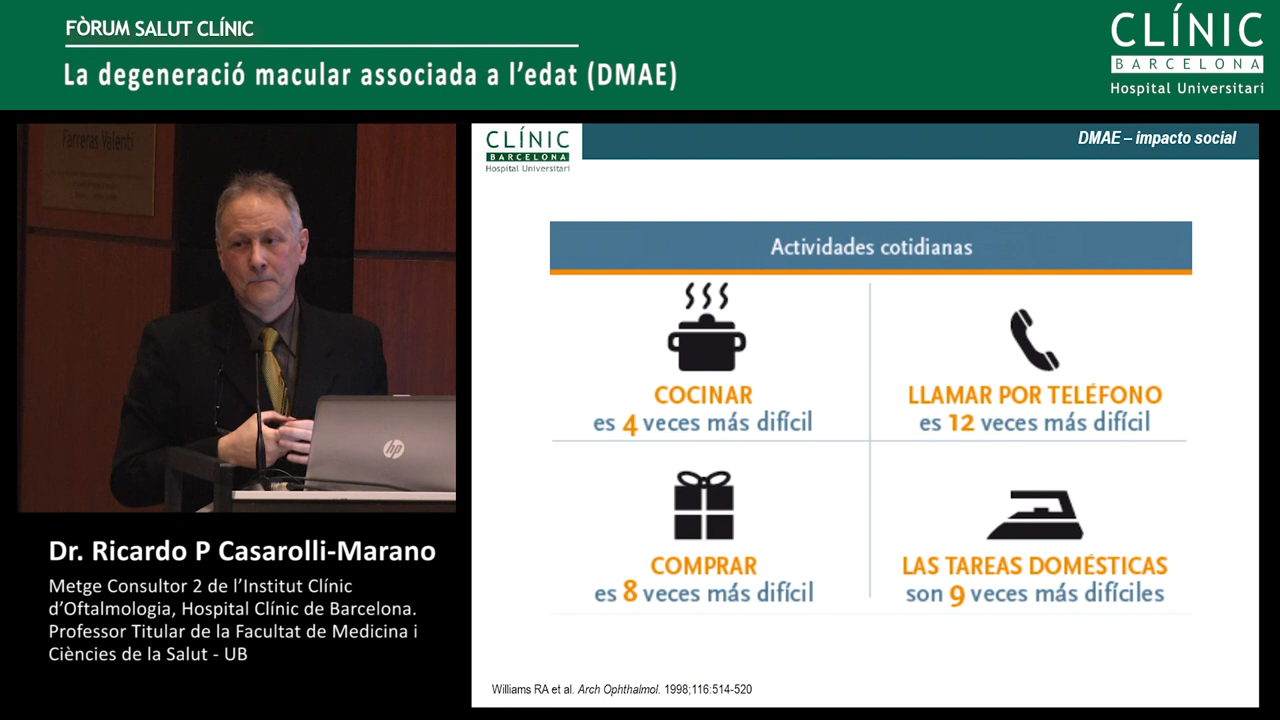 FÒRUM SALUT CLÍNIC
La degeneració macular associada a l'edat (DMAE)
CLÍNIC
BARCELONA
Hospital Universitari
Farreras Valentí
CLÍNIC
BARCELONA
Hospital Universitari
DMAE – impacto social
Actividades cotidianas
COCINAR
es 4 veces más difícil
LLAMAR POR TELÉFONO
es 12 veces más difícil
COMPRAR
es 8 veces más difícil
LAS TAREAS DOMÉSTICAS
son 9 veces más difíciles
Williams RA et al. Arch Ophthalmol. 1998;116:514-520
hp
Dr. Ricardo P Casarolli-Marano
Metge Consultor 2 de l'Institut Clínic
d'Oftalmologia, Hospital Clínic de Barcelona.
Professor Titular de la Facultat de Medicina i
Ciències de la Salut - UB